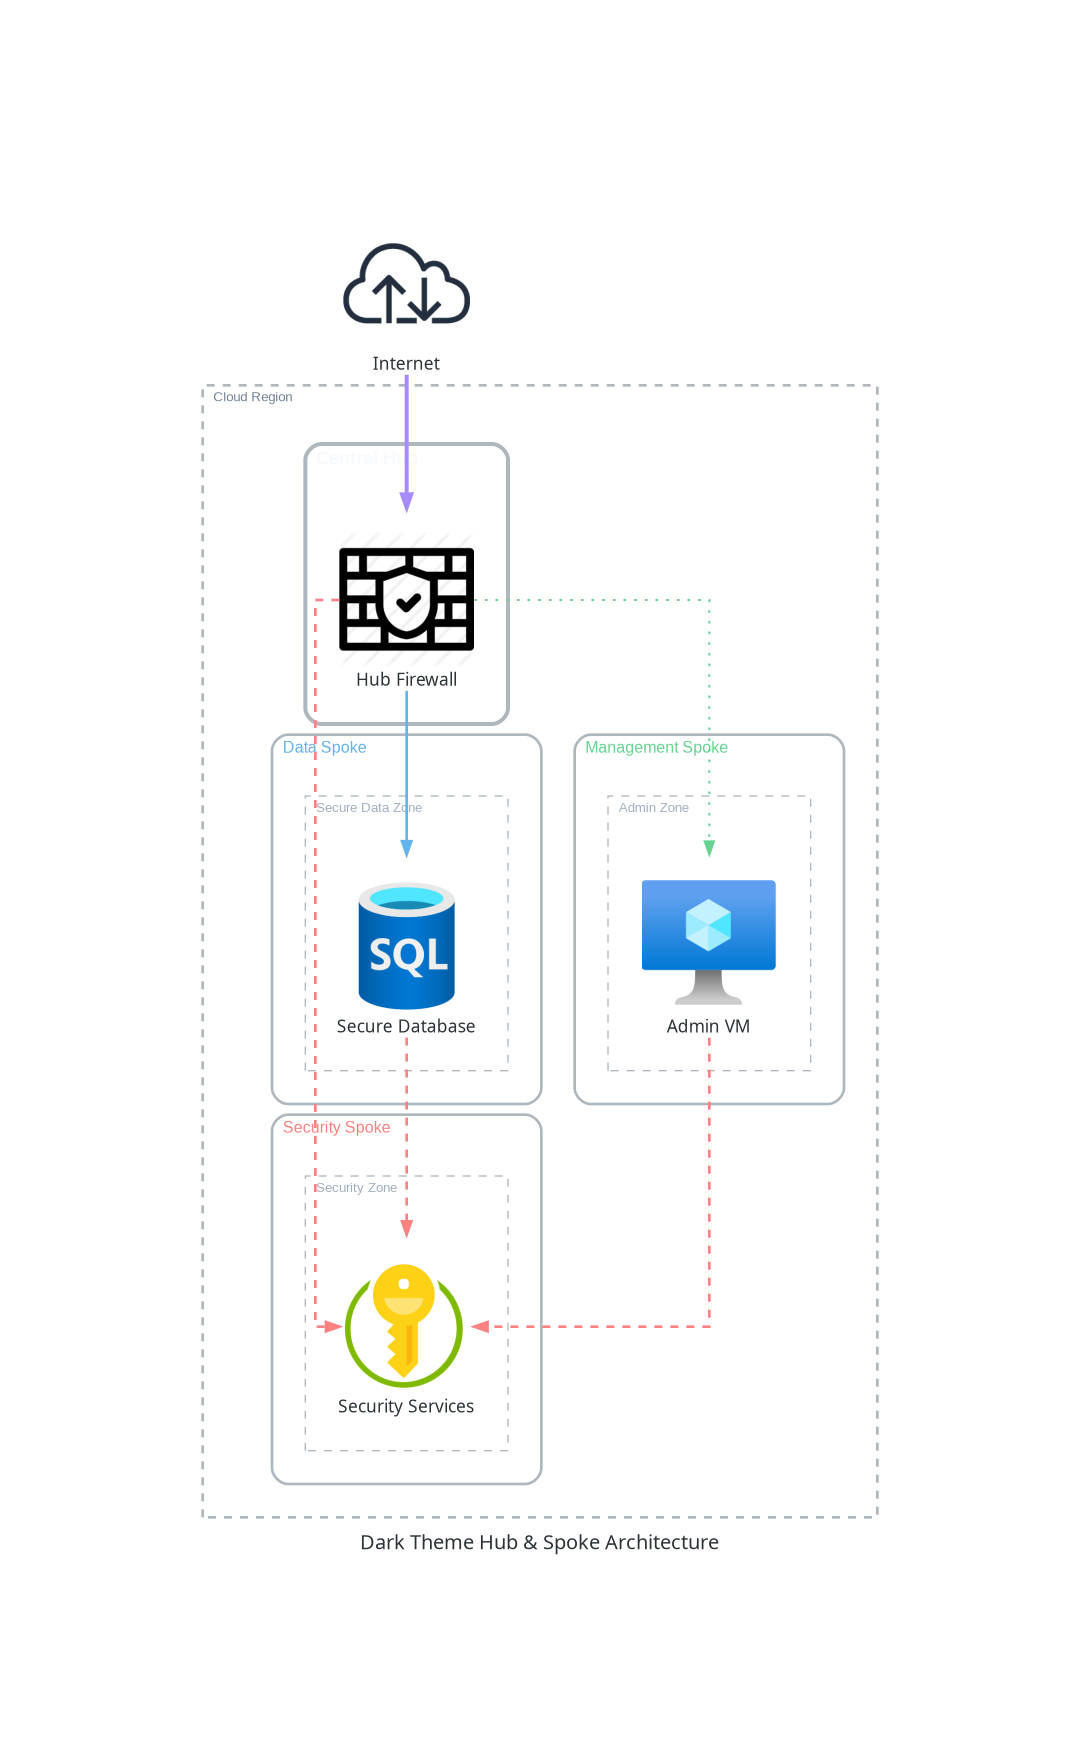 Internet
Cloud Region
Central Hub
Hub Firewall
Data Spoke
Management Spoke
Secure Data Zone
Admin Zone
SQL
Secure Database
Admin VM
Security Spoke
Security Zone
Security Services
Dark Theme Hub & Spoke Architecture